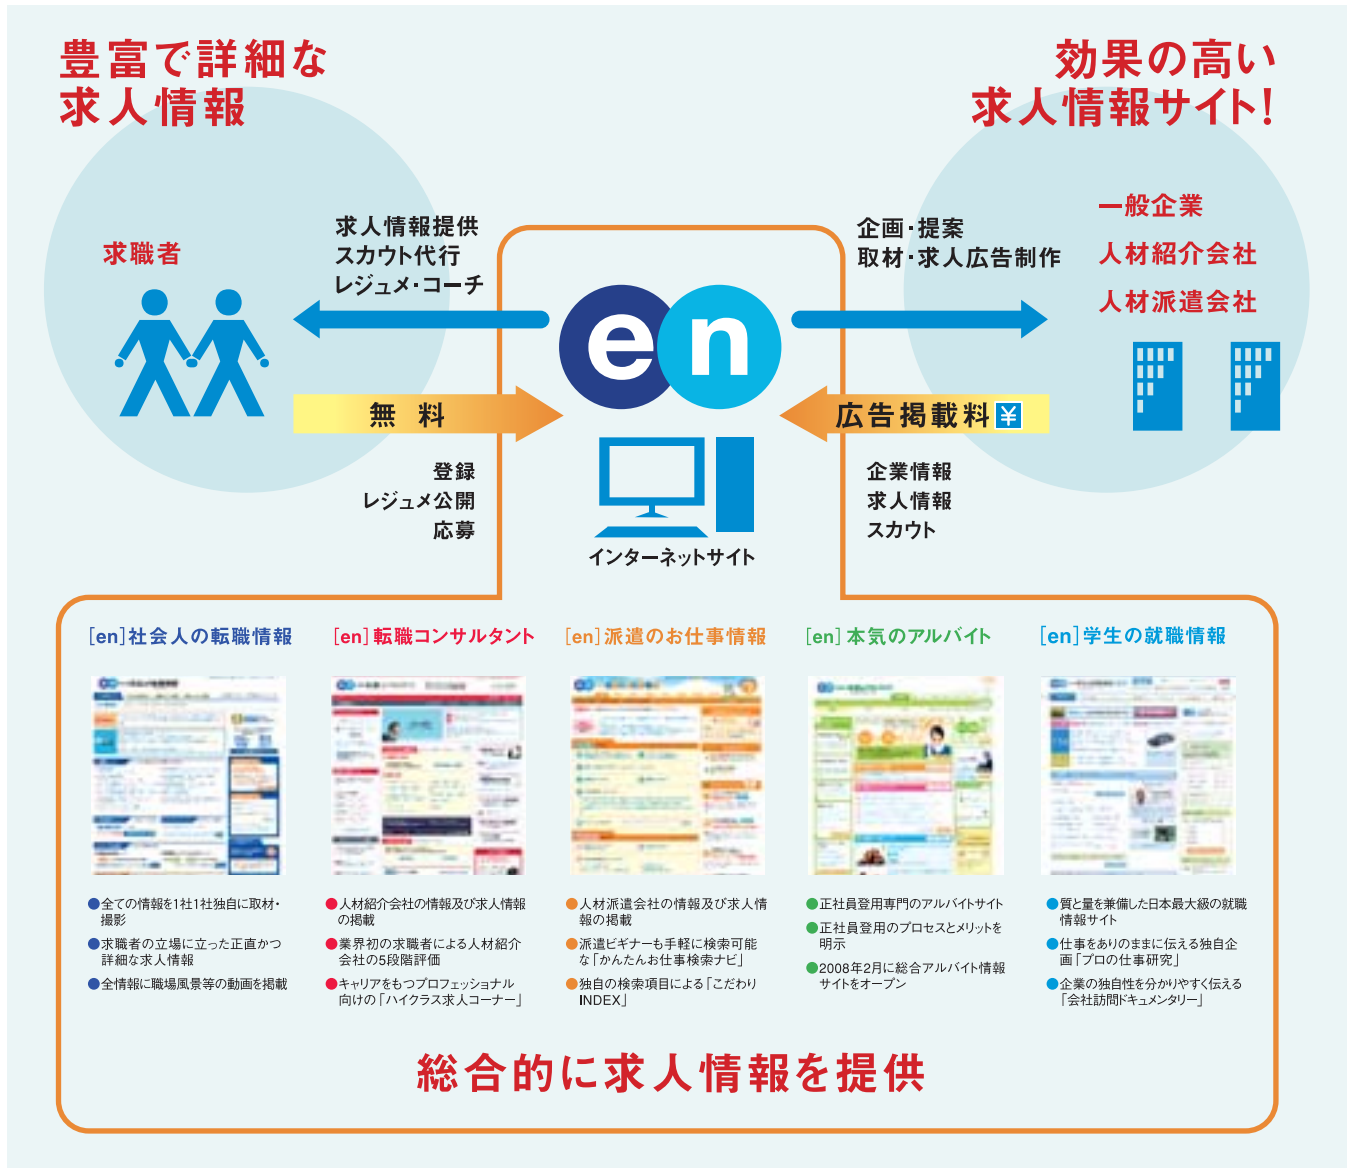 豊富で詳細な
求人情報
効果の高い
求人情報サイト!
求職者
求人情報提供
スカウト代行
レジュメ・コーチ
企画・提案
取材・求人広告制作
一般企業
人材紹介会社
人材派遣会社
en
無 料
広告掲載料¥
登録
レジュメ公開
応募
企業情報
求人情報
スカウト
インターネットサイト
[en]社会人の転職情報
[en]転職コンサルタント
[en]派遣のお仕事情報
[en]本気のアルバイト
[en]学生の就職情報
●全ての情報を1社1社独自に取材・
撮影
●求職者の立場に立った正直かつ
詳細な求人情報
●全情報に職場風景等の動画を掲載
●人材紹介会社の情報及び求人情報
の掲載
●業界初の求職者による人材紹介
会社の5段階評価
●キャリアをもつプロフェッショナル
向けの「ハイクラス求人コーナー」
●人材派遣会社の情報及び求人情
報の掲載
●派遣ビギナーも手軽に検索可能
な「かんたんお仕事検索ナビ」
●独自の検索項目による「こだわり
INDEX」
●正社員登用専門のアルバイトサイト
●正社員登用のプロセスとメリットを
明示
●2008年2月に総合アルバイト情報
サイトをオープン
●質と量を兼備した日本最大級の就職
情報サイト
●仕事をありのままに伝える独自企
画「プロの仕事研究」
●企業の独自性を分かりやすく伝える
「会社訪問ドキュメンタリー」
総合的に求人情報を提供